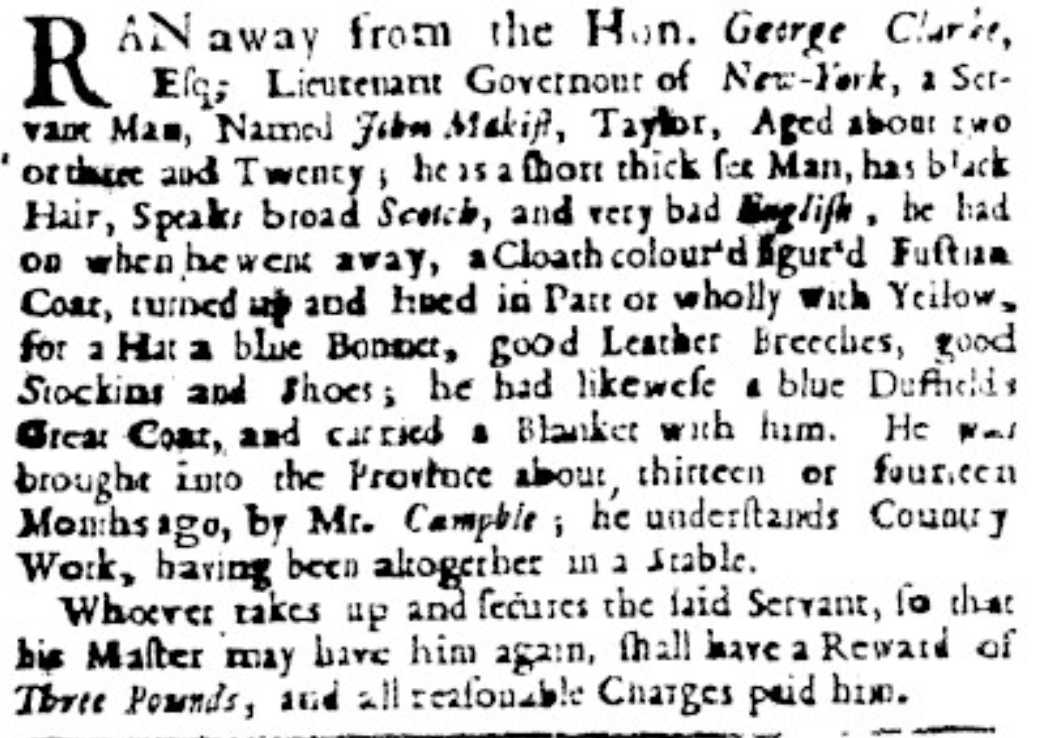 RAN away from the Hon. George Clarke,
Eſq; Lieutenant Governour of New-York, a Ser-
vant Man, Named John Makiſt, Taylor, Aged about two
or three and Twenty; he is a ſhort thick ſet Man, has black
Hair, Speaks broad Scotch, and very bad Engliſh, he had
on when he went away, a Cloath colour'd figur'd Fuſtian
Coat, turned up and lined in Part or wholly with Yellow,
for a Hat a blue Bonnet, good Leather Breeches, good
Stockins and Shoes; he had likeweſe a blue Duffields
Great Coat, and carried a Blanket with him. He was
brought into the Province about, thirteen or fourteen
Months ago, by Mr. Campble; he underſtands Country
Work, having been altogether in a Stable.
Whoever takes up and ſecures the ſaid Servant, ſo that
his Maſter may have him again, ſhall have a Reward of
Three Pounds, and all reaſonable Charges paid him.